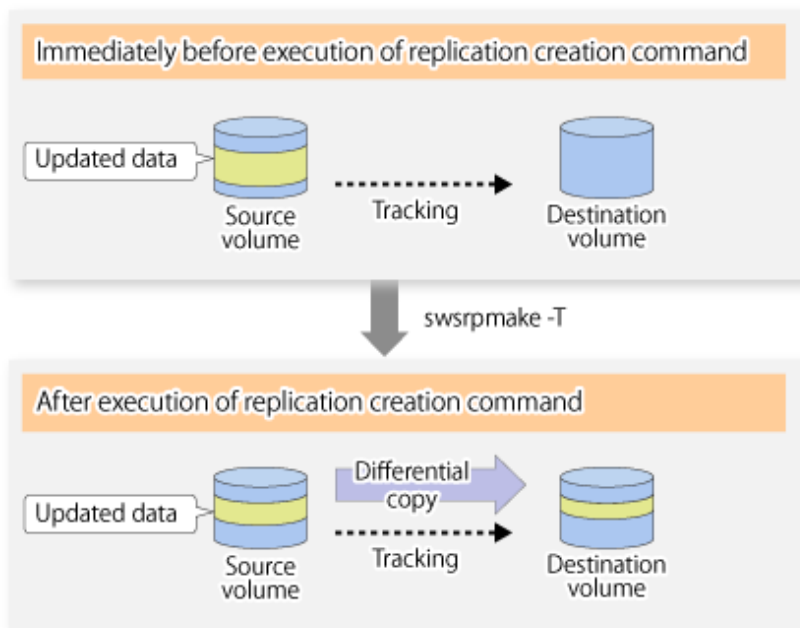 Immediately before execution of replication creation command
Updated data
Tracking
Source
volume
Destination
volume
swsrpmake -T
After execution of replication creation command
Differential
copy
Updated data
Tracking
Source
volume
Destination
volume